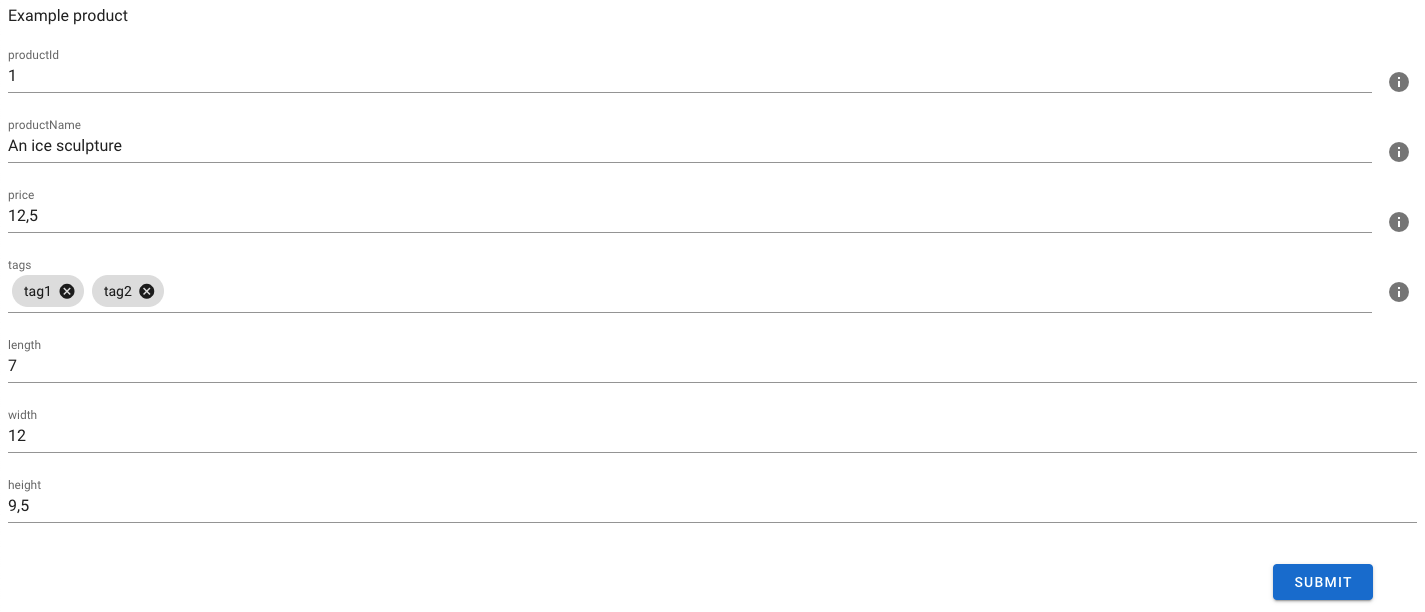 Example product
productId
1
productName
An ice sculpture
price
12,5
tags
tag1 tag2
length
7
width
12
height
9,5
SUBMIT